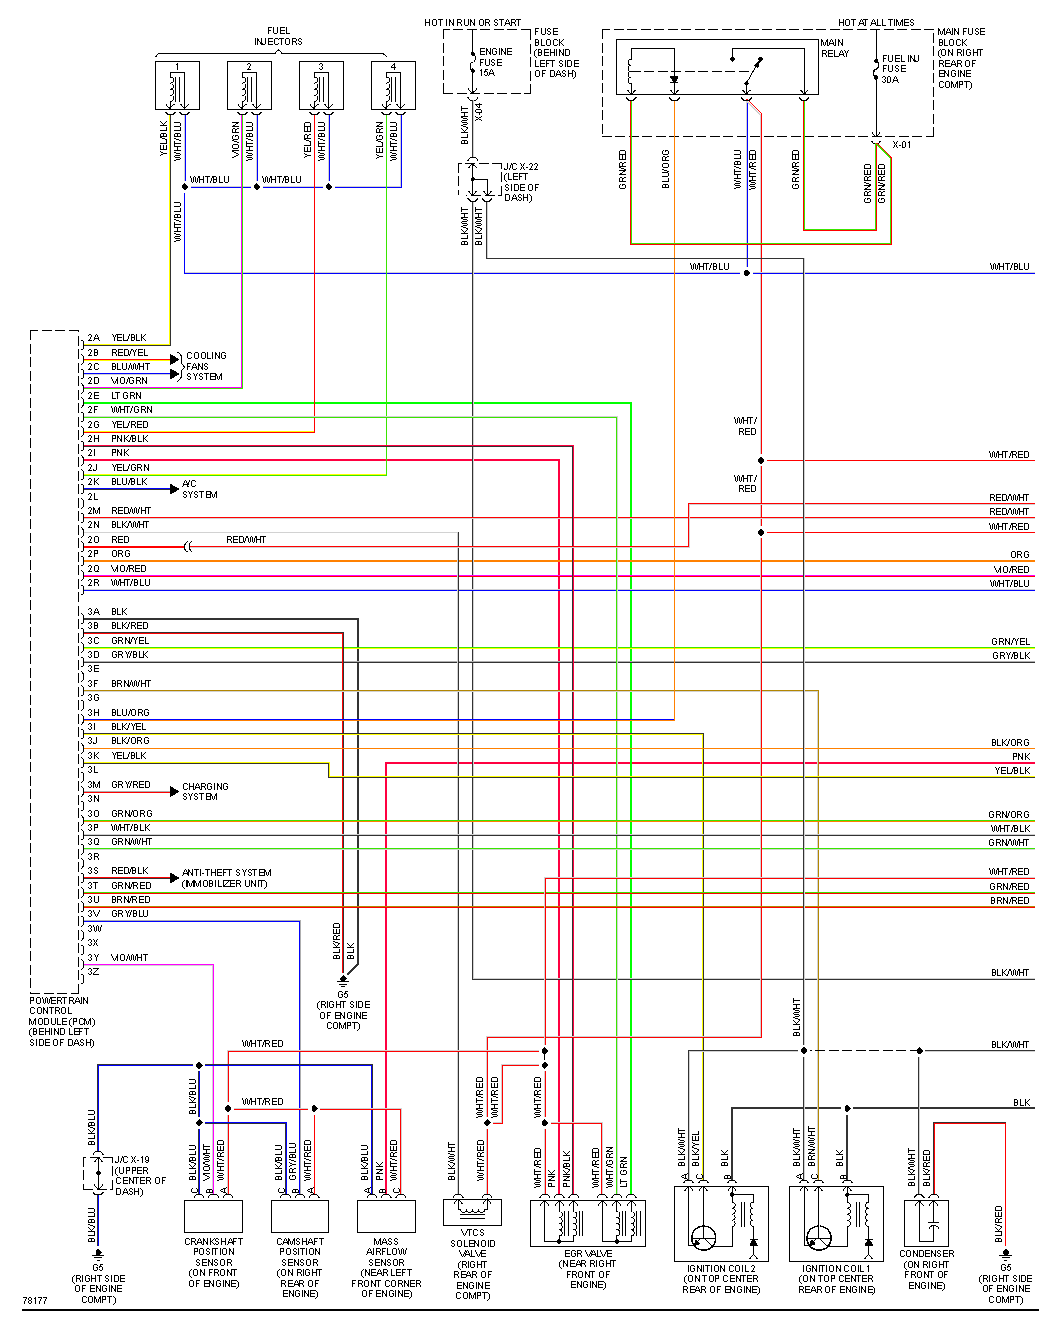 HOT IN RUN OR START
HOT AT ALL TIMES
FUEL
INJECTORS
1
2
3
4
ENGINE
FUSE
15A
FUSE
BLOCK
(BEHIND
LEFT SIDE
OF DASH)
MAIN
RELAY
FUEL INJ
FUSE
30A
MAIN FUSE
BLOCK
(ON RIGHT
REAR OF
ENGINE
COMPT)
X-04
X-01
YEL/BLK
WHT/BLU
VIO/GRN
WHT/BLU
YEL/RED
WHT/BLU
YEL/GRN
WHT/BLU
BLK/WHT
GRN/RED
BLU/ORG
WHT/BLU
WHT/RED
GRN/RED
GRN/RED
GRN/RED
J/C X-22
(LEFT
SIDE OF
DASH)
WHT/BLU
WHT/BLU
WHT/BLU
BLK/WHT
BLK/WHT
WHT/BLU
WHT/BLU
2A YEL/BLK
2B RED/YEL
2C BLU/WHT
2D VIO/GRN
2E LT GRN
2F WHT/GRN
2G YEL/RED
2H PNK/BLK
2I PNK
2J YEL/GRN
2K BLU/BLK
2L
2M RED/WHT
2N BLK/WHT
2O RED
RED/WHT
2P ORG
2Q VIO/RED
2R WHT/BLU
COOLING
FANS
SYSTEM
A/C
SYSTEM
WHT/
RED
WHT/
RED
WHT/RED
RED/WHT
RED/WHT
WHT/RED
ORG
VIO/RED
WHT/BLU
3A BLK
3B BLK/RED
3C GRN/YEL
3D GRY/BLK
3E
3F BRN/WHT
3G
3H BLU/ORG
3I BLK/YEL
3J BLK/ORG
3K YEL/BLK
3L
3M GRY/RED
3N
3O GRN/ORG
3P WHT/BLK
3Q GRN/WHT
3R
3S RED/BLK
3T GRN/RED
3U BRN/RED
3V GRY/BLU
3W
3X
3Y VIO/WHT
3Z
CHARGING
SYSTEM
ANTI-THEFT SYSTEM
(IMMOBILIZER UNIT)
GRN/YEL
GRY/BLK
BLK/ORG
PNK
YEL/BLK
GRN/ORG
WHT/BLK
GRN/WHT
WHT/RED
GRN/RED
BRN/RED
BLK/WHT
BLK/WHT
BLK
POWERTRAIN
CONTROL
MODULE (PCM)
(BEHIND LEFT
SIDE OF DASH)
BLK/RED
BLK
G5
(RIGHT SIDE
OF ENGINE
COMPT)
BLK/WHT
WHT/RED
WHT/RED
BLK/BLU
BLK/BLU
J/C X-19
(UPPER
CENTER OF
DASH)
BLK/BLU
G5
(RIGHT SIDE
OF ENGINE
COMPT)
BLK/BLU
VIO/WHT
WHT/RED
C
B
A
CRANKSHAFT
POSITION
SENSOR
(ON FRONT
OF ENGINE)
BLK/BLU
GRY/BLU
WHT/RED
C
B
A
CAMSHAFT
POSITION
SENSOR
(ON RIGHT
REAR OF
ENGINE)
BLK/BLU
PNK
WHT/RED
A
B
C
MASS
AIRFLOW
SENSOR
(NEAR LEFT
FRONT CORNER
OF ENGINE)
BLK/WHT
WHT/RED
WHT/RED
WHT/RED
WHT/RED
VTCS
SOLENOID
VALVE
(RIGHT
REAR OF
ENGINE
COMPT)
WHT/RED
PNK
PNK/BLK
WHT/RED
WHT/GRN
LT GRN
EGR VALVE
(NEAR RIGHT
FRONT OF
ENGINE)
BLK/WHT
BLK/YEL
BLK
A
C
B
IGNITION COIL 2
(ON TOP CENTER
REAR OF ENGINE)
BLK/WHT
BRN/WHT
BLK
A
C
B
IGNITION COIL 1
(ON TOP CENTER
REAR OF ENGINE)
BLK/WHT
BLK/RED
CONDENSER
(ON RIGHT
FRONT OF
ENGINE)
BLK/RED
G5
(RIGHT SIDE
OF ENGINE
COMPT)
78177